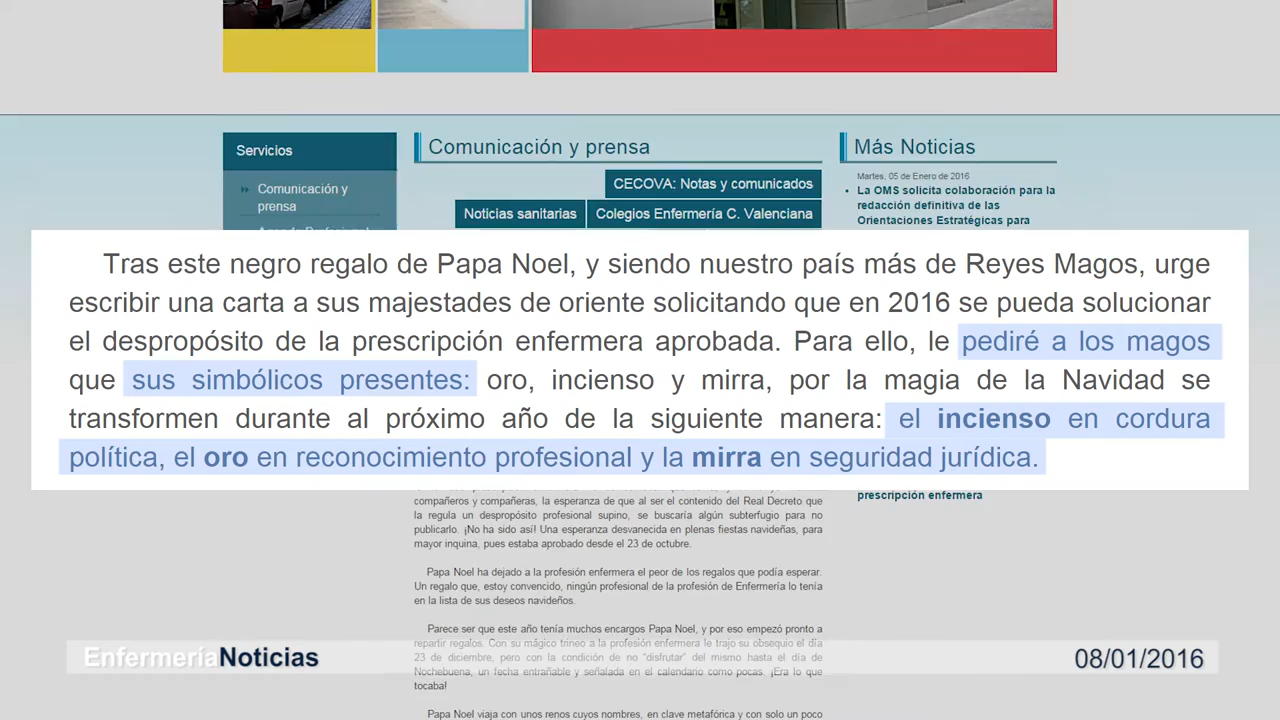 Servicios
Comunicación y
prensa
Comunicación y prensa
CECOVA: Notas y comunicados
Noticias sanitarias
Colegios Enfermería C. Valenciana
Más Noticias
Martes, 05 de Enero de 2016
La OMS solicita colaboración para la
redacción definitiva de las
Orientaciones Estratégicas para
Tras este negro regalo de Papa Noel, y siendo nuestro país más de Reyes Magos, urge
escribir una carta a sus majestades de oriente solicitando que en 2016 se pueda solucionar
el despropósito de la prescripción enfermera aprobada. Para ello, le pediré a los magos
que sus simbólicos presentes: oro, incienso y mirra, por la magia de la Navidad se
transformen durante al próximo año de la siguiente manera: el incienso en cordura
política, el oro en reconocimiento profesional y la mirra en seguridad jurídica.
prescripción enfermera
compañeros y compañeras, la esperanza de que al ser el contenido del Real Decreto que
la regula un despropósito profesional supino, se buscaría algún subterfugio para no
publicarlo. ¡No ha sido así! Una esperanza desvanecida en plenas fiestas navideñas, para
mayor inquina, pues estaba aprobado desde el 23 de octubre.
Papa Noel ha dejado a la profesión enfermera el peor de los regalos que podía esperar.
Un regalo que, estoy convencido, ningún profesional de la profesión de Enfermería lo tenía
en la lista de sus deseos navideños.
Parece ser que este año tenía muchos encargos Papa Noel, y por eso empezó pronto a
repartir regalos. Con su mágico trineo a la profesión enfermera le trajo su obsequio el día
23 de diciembre, pero con la condición de no "disfrutar" del mismo hasta el día de
Nochebuena, un fecha entrañable y señalada en el calendario como pocas. ¡Era lo que
tocaba!
Papa Noel viaja con unos renos cuyos nombres, en clave metafórica y con solo un poco
EnfermeríaNoticias
08/01/2016